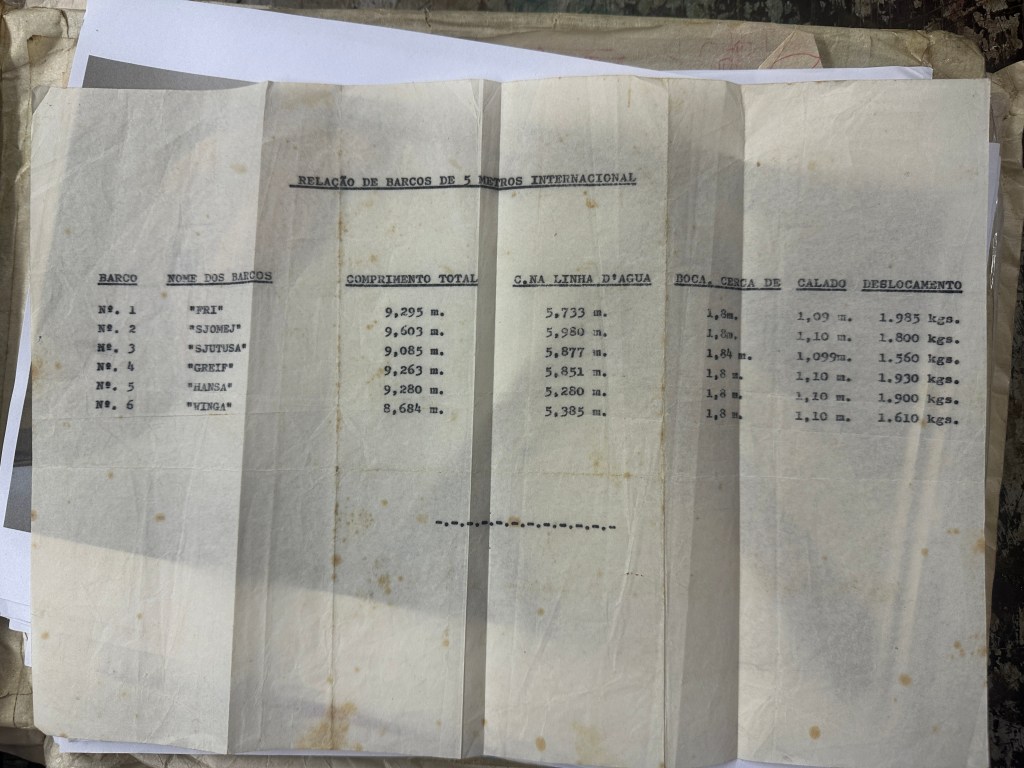 RELAÇÃO DE BARCOS DE 5 METROS INTERNACIONAL
BARCO NOME DOS BARCOS COMPRIMENTO TOTAL C.NA LINHA D'AGUA BOCA. CERCA DE CALADO DESLOCAMENTO
Nº. 1 "FRI" 9,295 m. 5,733 m. 1,8m. 1,09 m. 1.985 kgs.
Nº. 2 "SJOMEJ" 9,603 m. 5,980 m. 1,8m. 1,10 m. 1.800 kgs.
Nº. 3 "SJUTUSA" 9,085 m. 5,877 m. 1,84 m. 1,099m. 1.560 kgs.
Nº. 4 "GREIF" 9,263 m. 5,851 m. 1,8 m. 1,10 m. 1.930 kgs.
Nº. 5 "HANSA" 9,280 m. 5,280 m. 1,8 m. 1,10 m. 1.900 kgs.
Nº. 6 "WINGA" 8,684 m. 5,385 m. 1,8 m. 1,10 m. 1.610 kgs.
-.-.-.-.-.-.-.-.-.-.-.-.-